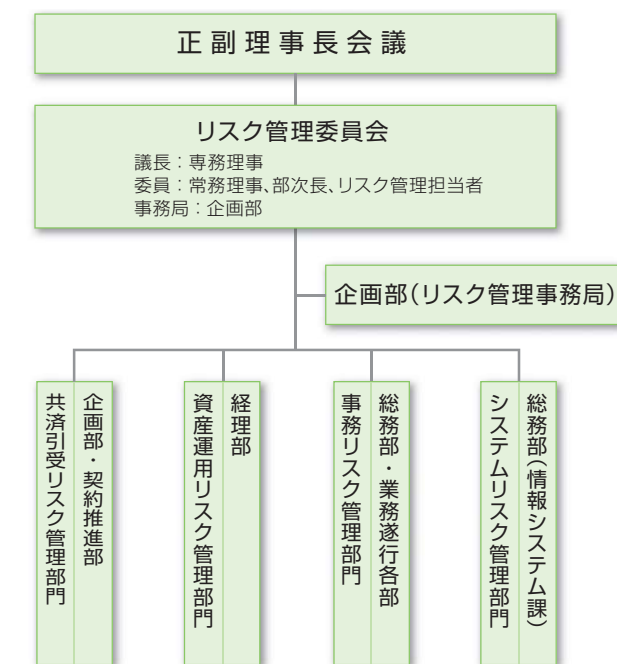 正副理事長会議
リスク管理委員会
議長：専務理事
委員：常務理事、部次長、リスク管理担当者
事務局：企画部
企画部（リスク管理事務局）
企画部・契約推進部
共済引受リスク管理部門
経理部
資産運用リスク管理部門
総務部・業務遂行各部
事務リスク管理部門
総務部（情報システム課）
システムリスク管理部門